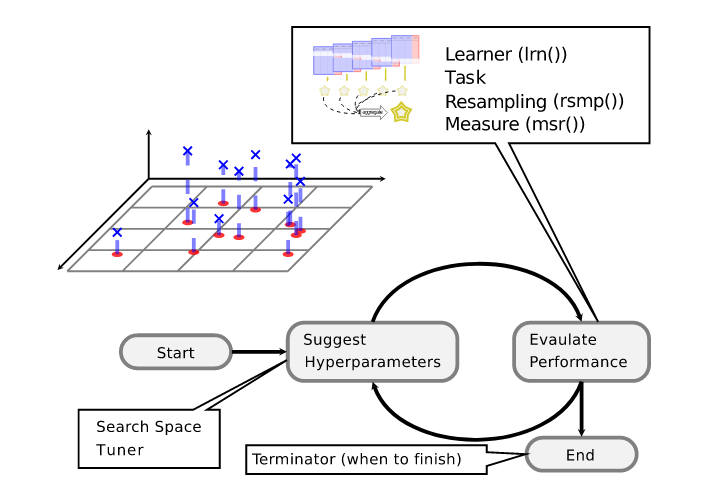 Learner (lrn())
Task
Resampling (rsmp())
Measure (msr())
Start
Suggest
Hyperparameters
Evaulate
Performance
Search Space
Tuner
Terminator (when to finish)
End